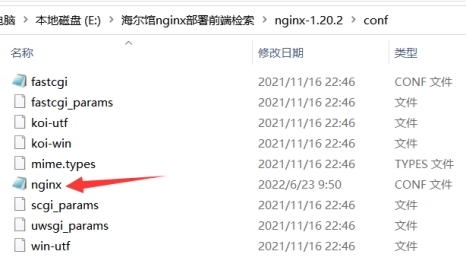 电脑 > 本地磁盘 (E:) > 海尔馆nginx部署前端检索 > nginx-1.20.2 > conf
名称 修改日期 类型
fastcgi 2021/11/16 22:46 CONF 文件
fastcgi_params 2021/11/16 22:46 文件
koi-utf 2021/11/16 22:46 文件
koi-win 2021/11/16 22:46 文件
mime.types 2021/11/16 22:46 TYPES 文件
nginx 2022/6/23 9:50 CONF 文件
scgi_params 2021/11/16 22:46 文件
uwsgi_params 2021/11/16 22:46 文件
win-utf 2021/11/16 22:46 文件